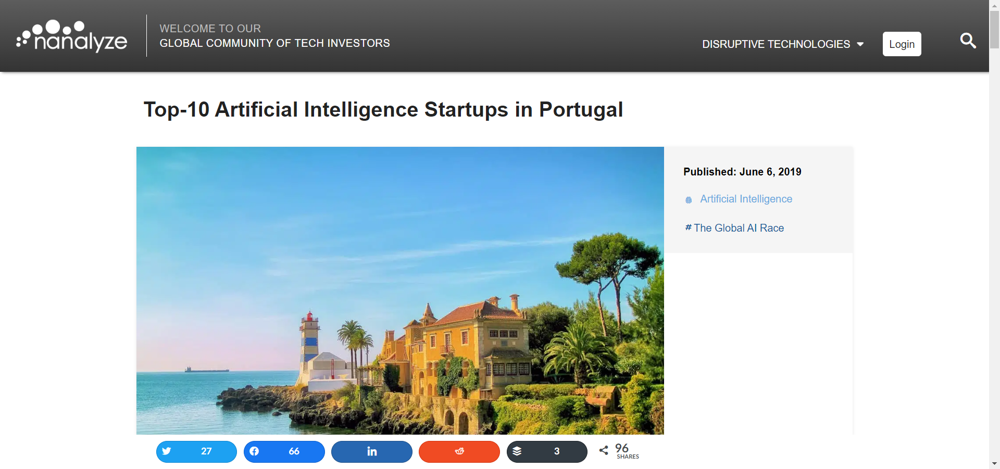 nanalyze
WELCOME TO OUR
GLOBAL COMMUNITY OF TECH INVESTORS
DISRUPTIVE TECHNOLOGIES
Login
Top-10 Artificial Intelligence Startups in Portugal
Published: June 6, 2019
Artificial Intelligence
# The Global AI Race
27
66
in
3
96
SHARES